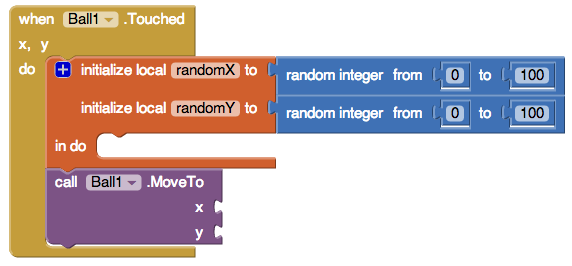 when Ball1 .Touched
x, y
do initialize local randomX to random integer from 0 to 100
initialize local randomY to random integer from 0 to 100
in do
call Ball1 .MoveTo
x
y